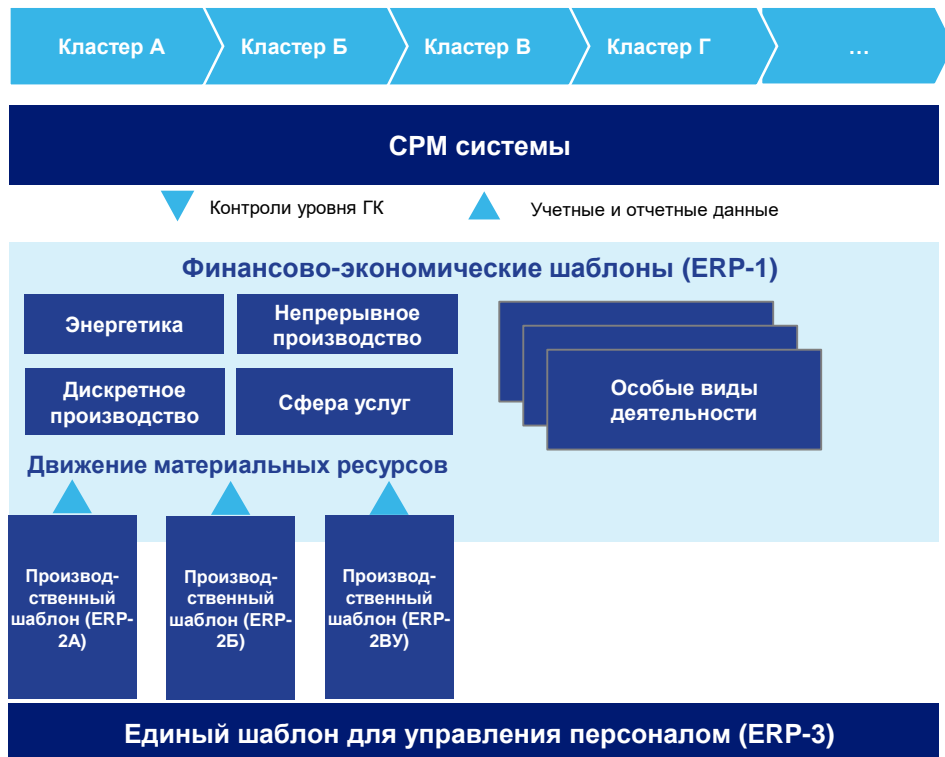 Кластер А
Кластер Б
Кластер В
Кластер Г
…
CPM системы
Контроли уровня ГК
Учетные и отчетные данные
Финансово-экономические шаблоны (ERP-1)
Энергетика
Непрерывное
производство
Дискретное
производство
Сфера услуг
Особые виды
деятельности
Движение материальных ресурсов
Производ-
ственный
шаблон (ERP-
2А)
Производ-
ственный
шаблон (ERP-
2Б)
Производ-
ственный
шаблон (ERP-
2ВУ)
Единый шаблон для управления персоналом (ERP-3)